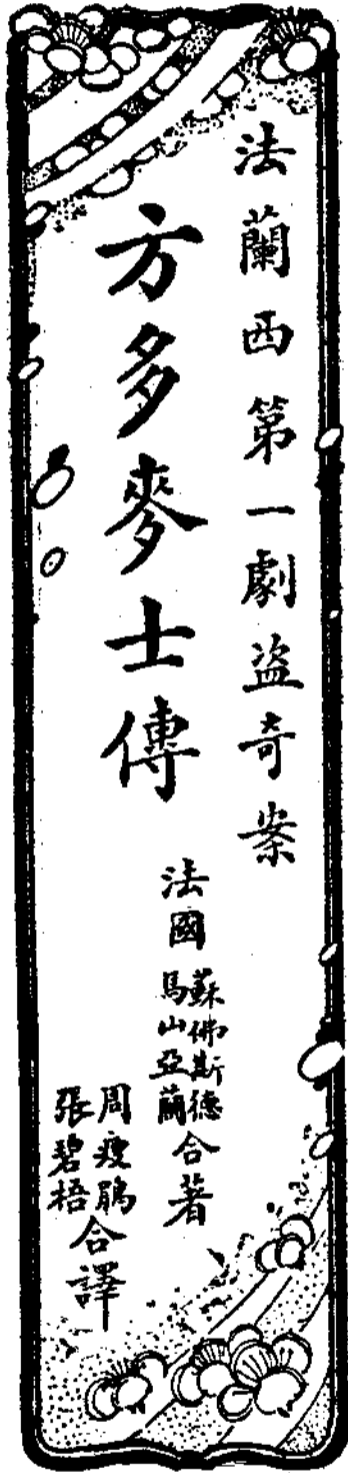 法蘭西第一劇盜奇案
方多麥士傳
法國
蘇佛斯德
馬山亞蘭
合著
周瘦鵑
張碧梧
合譯